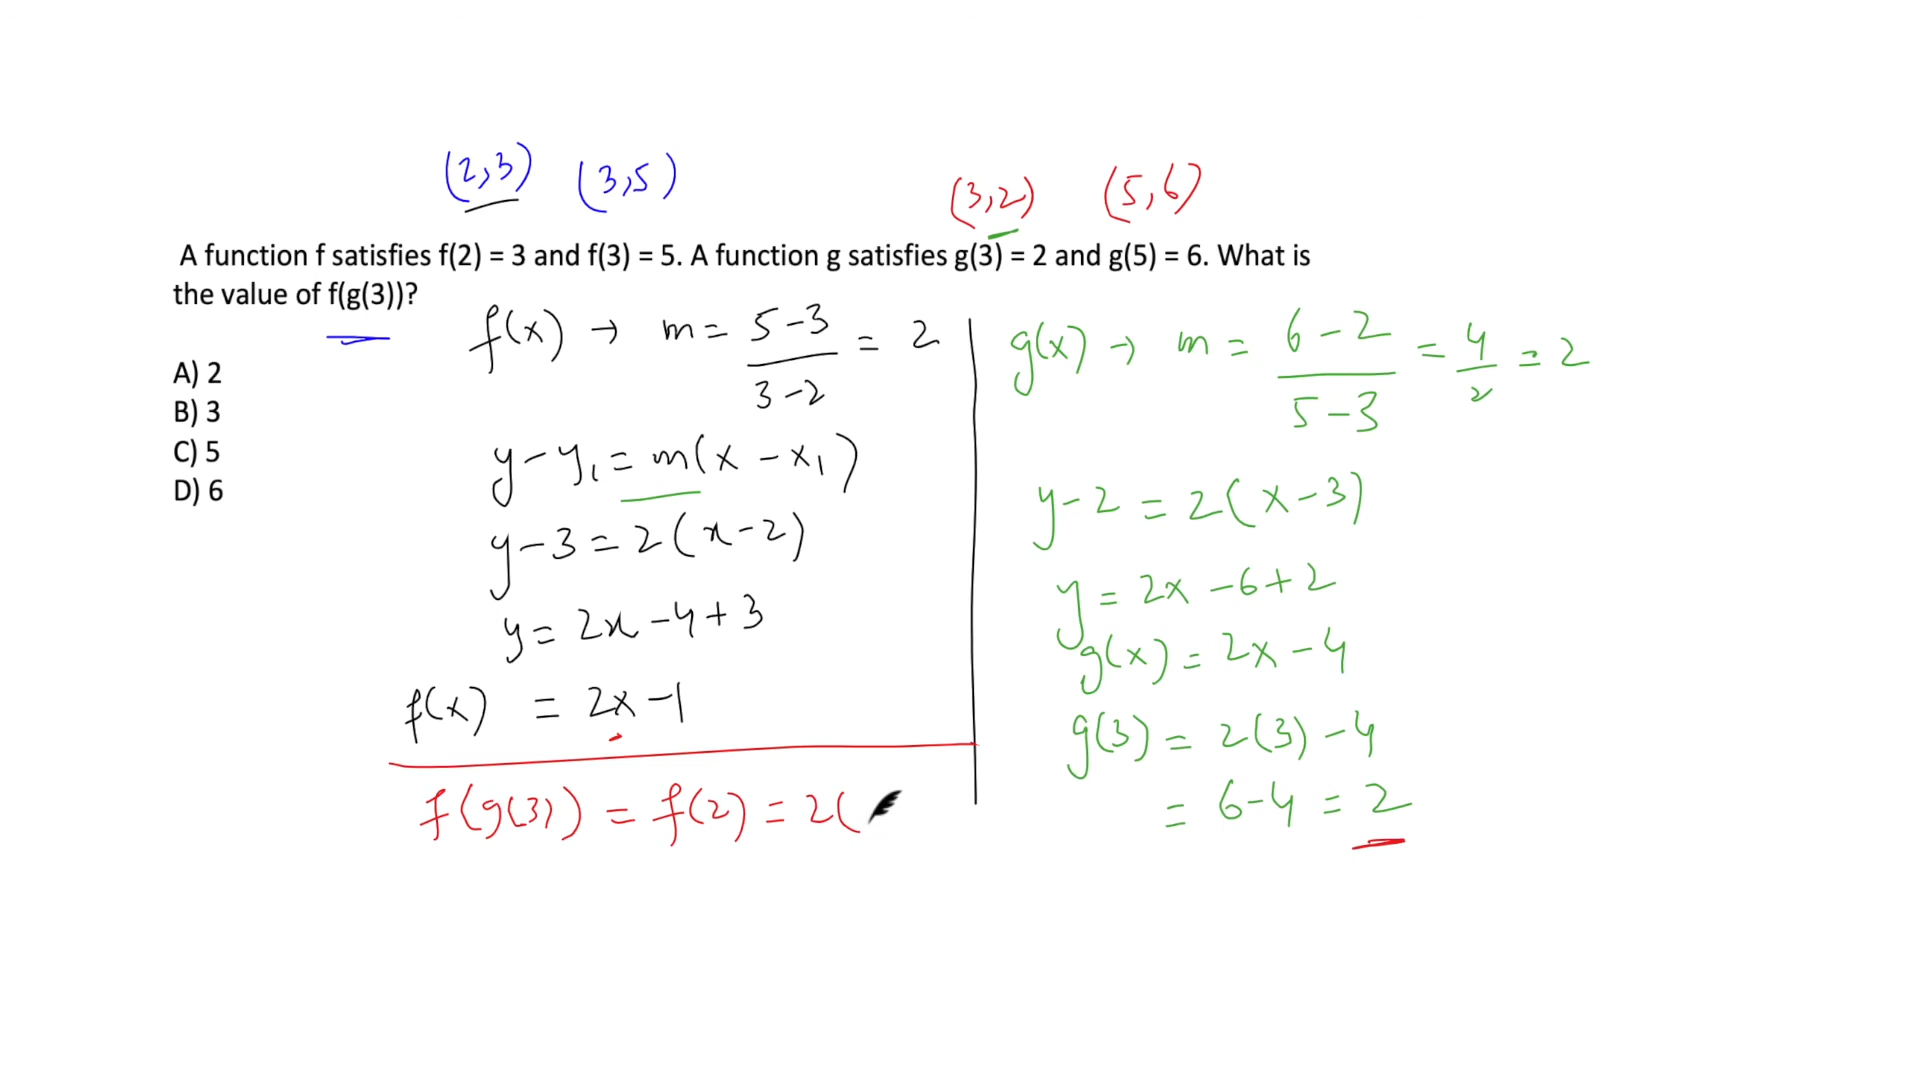 (2,3) (3,5) (3,2) (5,6)
A function f satisfies f(2) = 3 and f(3) = 5. A function g satisfies g(3) = 2 and g(5) = 6. What is
the value of f(g(3))?
A) 2
B) 3
C) 5
D) 6
f(x) → m = (5-3)/(3-2) = 2
y-y₁ = m(x-x₁)
y-3 = 2(x-2)
y = 2x-4+3
f(x) = 2x-1
f(g(3)) = f(2) = 2(
g(x) → m = (6-2)/(5-3) = 4/2 = 2
y-2 = 2(x-3)
y = 2x-6+2
g(x) = 2x-4
g(3) = 2(3)-4
= 6-4 = 2